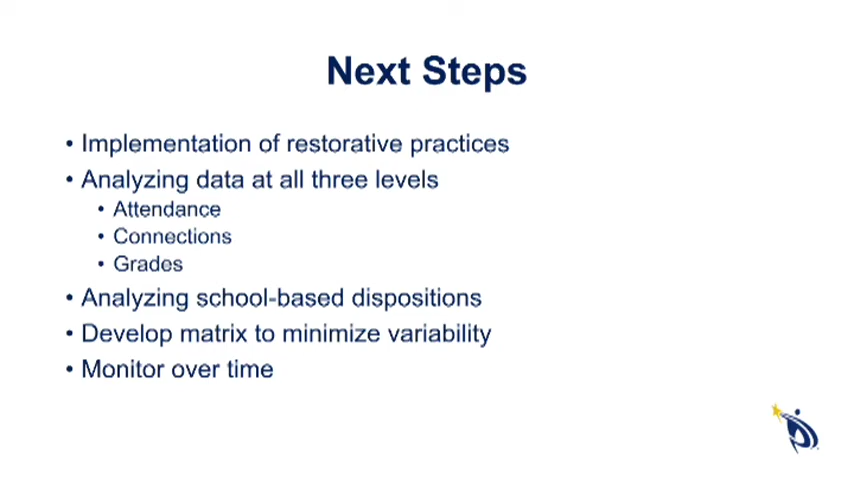 Next Steps
• Implementation of restorative practices
• Analyzing data at all three levels
• Attendance
• Connections
• Grades
• Analyzing school-based dispositions
• Develop matrix to minimize variability
• Monitor over time